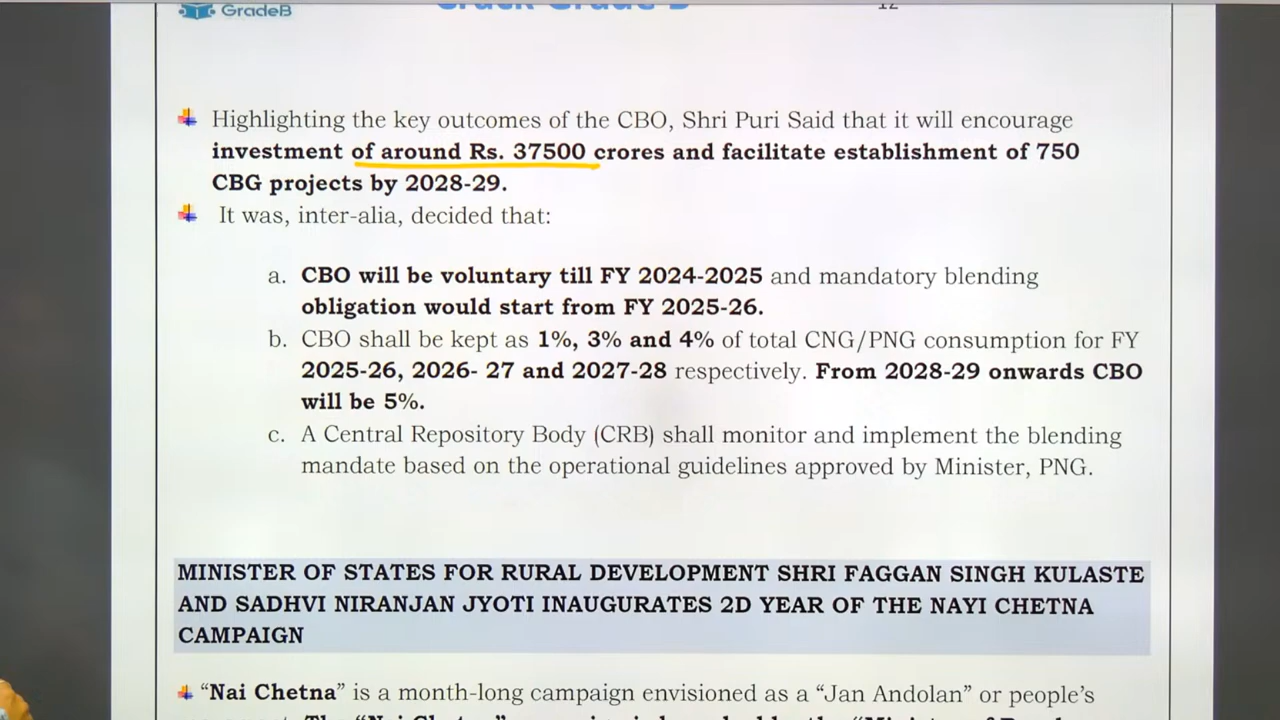 GradeB
Crack Grade B
12
Highlighting the key outcomes of the CBO, Shri Puri Said that it will encourage
investment of around Rs. 37500 crores and facilitate establishment of 750
CBG projects by 2028-29.
It was, inter-alia, decided that:
a. CBO will be voluntary till FY 2024-2025 and mandatory blending
obligation would start from FY 2025-26.
b. CBO shall be kept as 1%, 3% and 4% of total CNG/PNG consumption for FY
2025-26, 2026- 27 and 2027-28 respectively. From 2028-29 onwards CBO
will be 5%.
c. A Central Repository Body (CRB) shall monitor and implement the blending
mandate based on the operational guidelines approved by Minister, PNG.
MINISTER OF STATES FOR RURAL DEVELOPMENT SHRI FAGGAN SINGH KULASTE
AND SADHVI NIRANJAN JYOTI INAUGURATES 2D YEAR OF THE NAYI CHETNA
CAMPAIGN
"Nai Chetna" is a month-long campaign envisioned as a "Jan Andolan" or people's